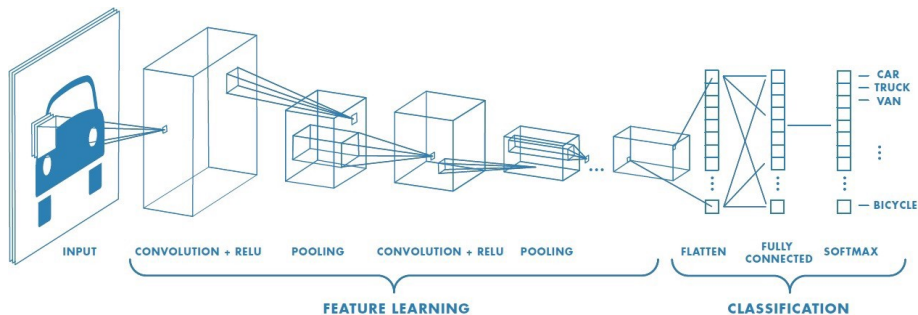 CAR
TRUCK
VAN
BICYCLE
INPUT
CONVOLUTION + RELU
POOLING
CONVOLUTION + RELU
POOLING
FLATTEN
FULLY
CONNECTED
SOFTMAX
FEATURE LEARNING
CLASSIFICATION